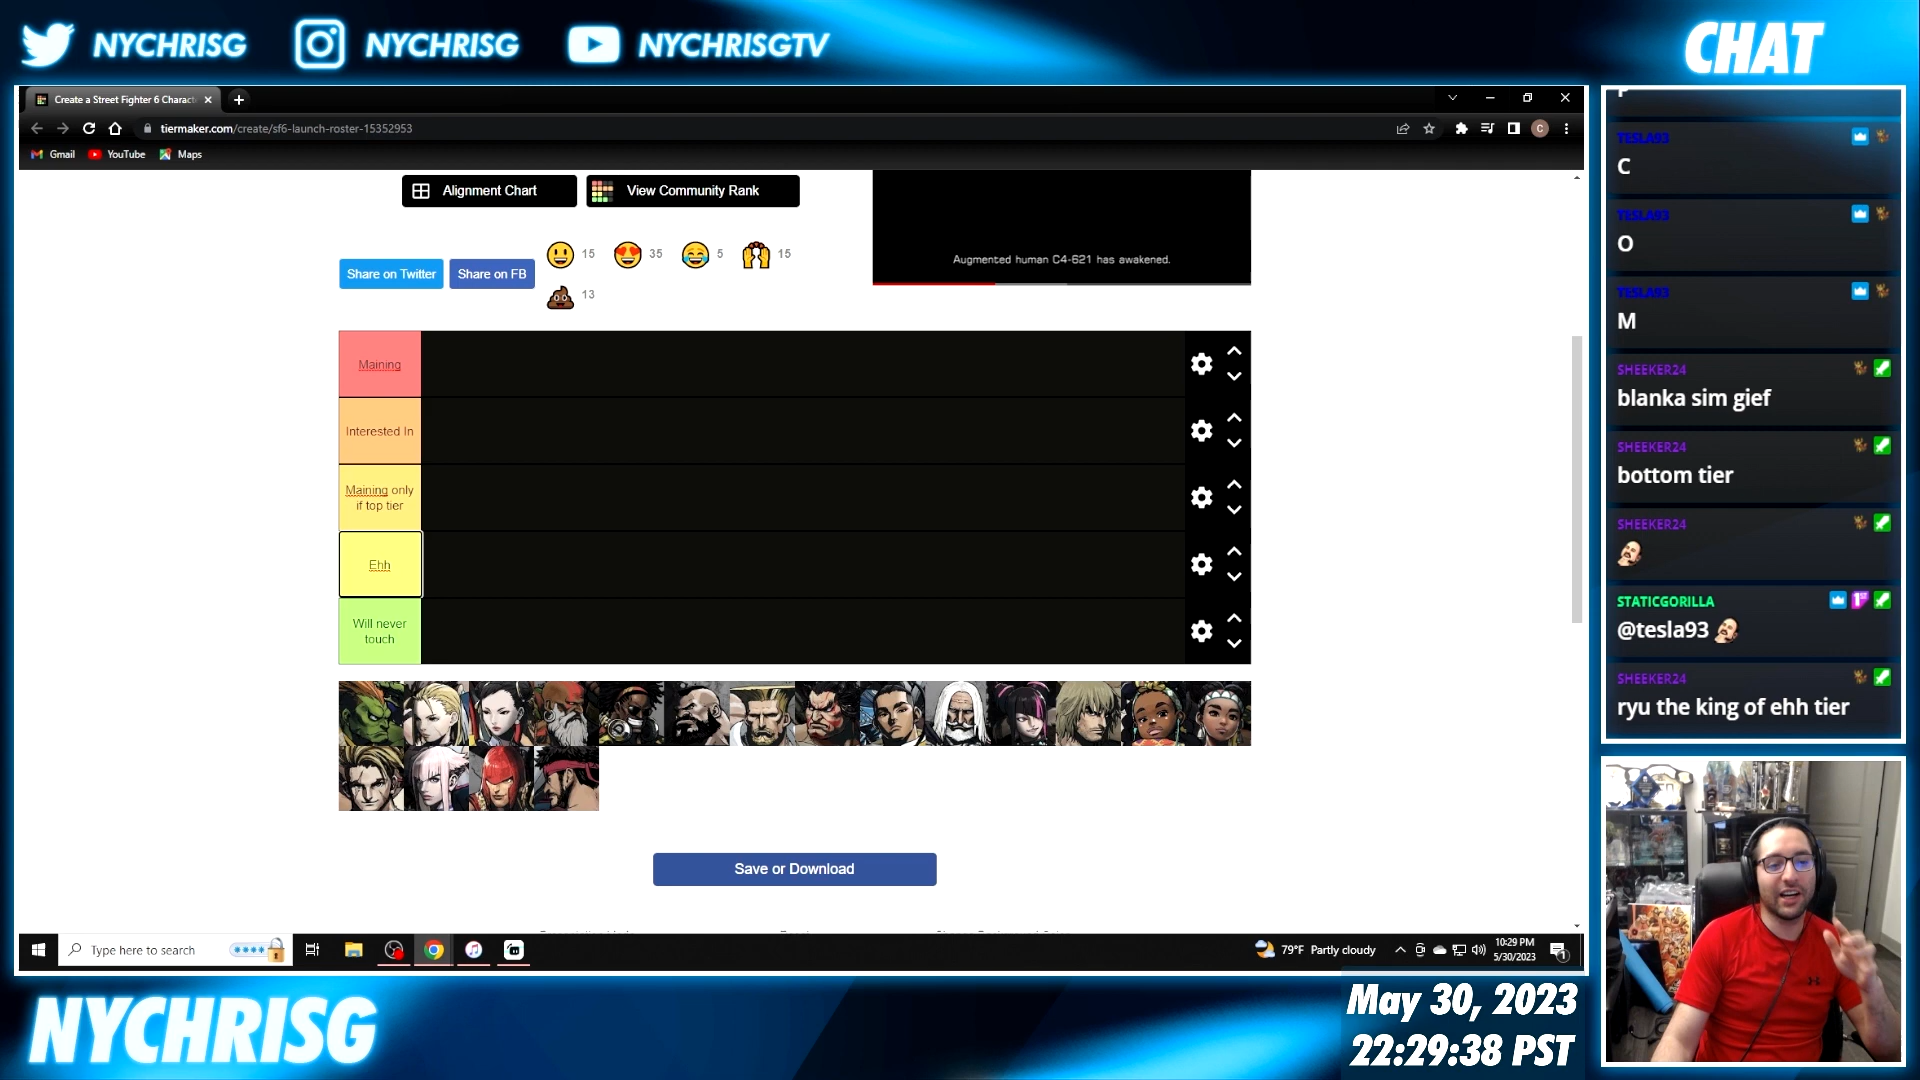 NYCHRISG
NYCHRISG
NYCHRISGTV
CHAT
Create a Street Fighter 6 Charact
tiermaker.com/create/sf6-launch-roster-15352953
C
Gmail
YouTube
Maps
Alignment Chart
View Community Rank
Augmented human C4-621 has awakened.
Share on Twitter
Share on FB
15
35
5
15
13
Maining
Interested In
Maining only
if top tier
Ehh
Will never
touch
Save or Download
Type here to search
79°F Partly cloudy
10:29 PM
5/30/2023
1
TESLA93
C
TESLA93
O
TESLA93
M
SHEEKER24
blanka sim gief
SHEEKER24
bottom tier
SHEEKER24
STATICGORILLA
@tesla93
SHEEKER24
ryu the king of ehh tier
NYCHRISG
May 30, 2023
22:29:38 PST